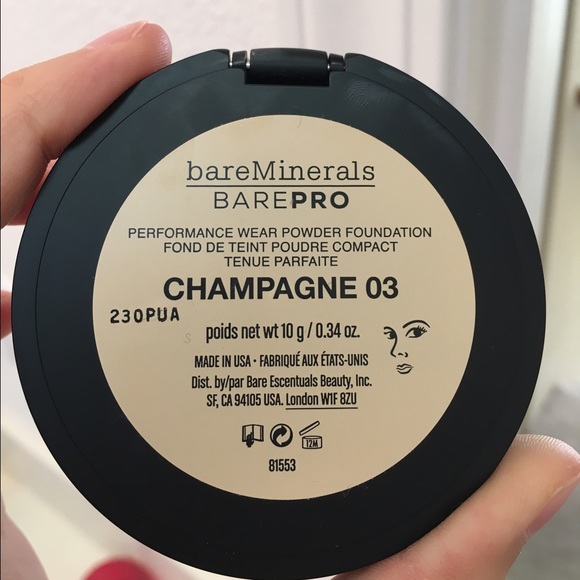 bareMinerals
BAREPRO
PERFORMANCE WEAR POWDER FOUNDATION
FOND DE TEINT POUDRE COMPACT
TENUE PARFAITE
CHAMPAGNE 03
230PUA
poids net wt 10 g / 0.34 oz.
MADE IN USA • FABRIQUÉ AUX ÉTATS-UNIS
Dist. by/par Bare Escentuals Beauty, Inc.
SF, CA 94105 USA. London W1F 8ZU
12M
81553